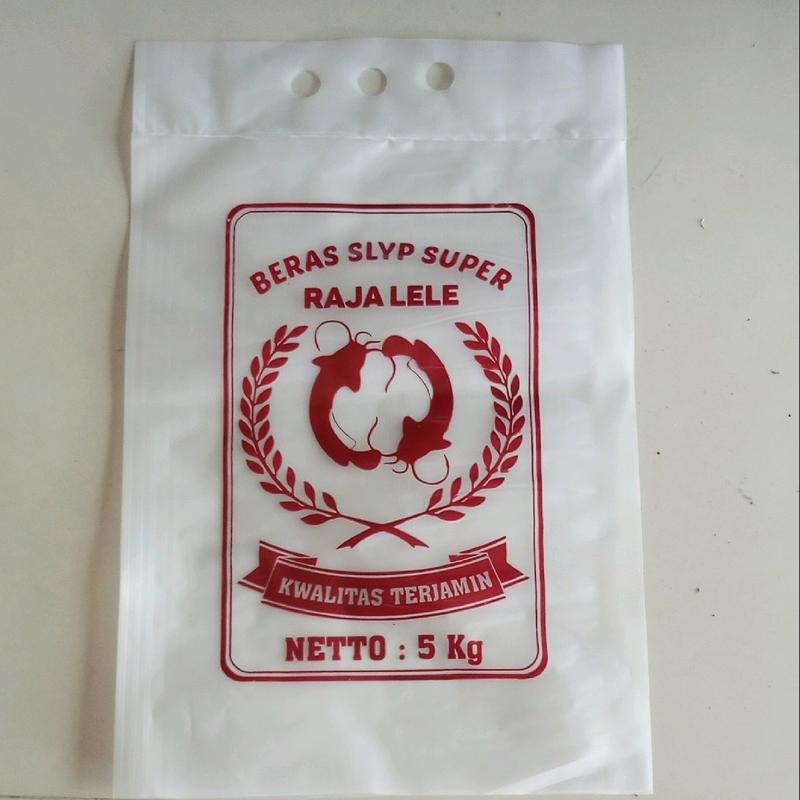 BERAS SLYP SUPER
RAJA LELE
KWALITAS TERJAMIN
NETTO : 5 Kg